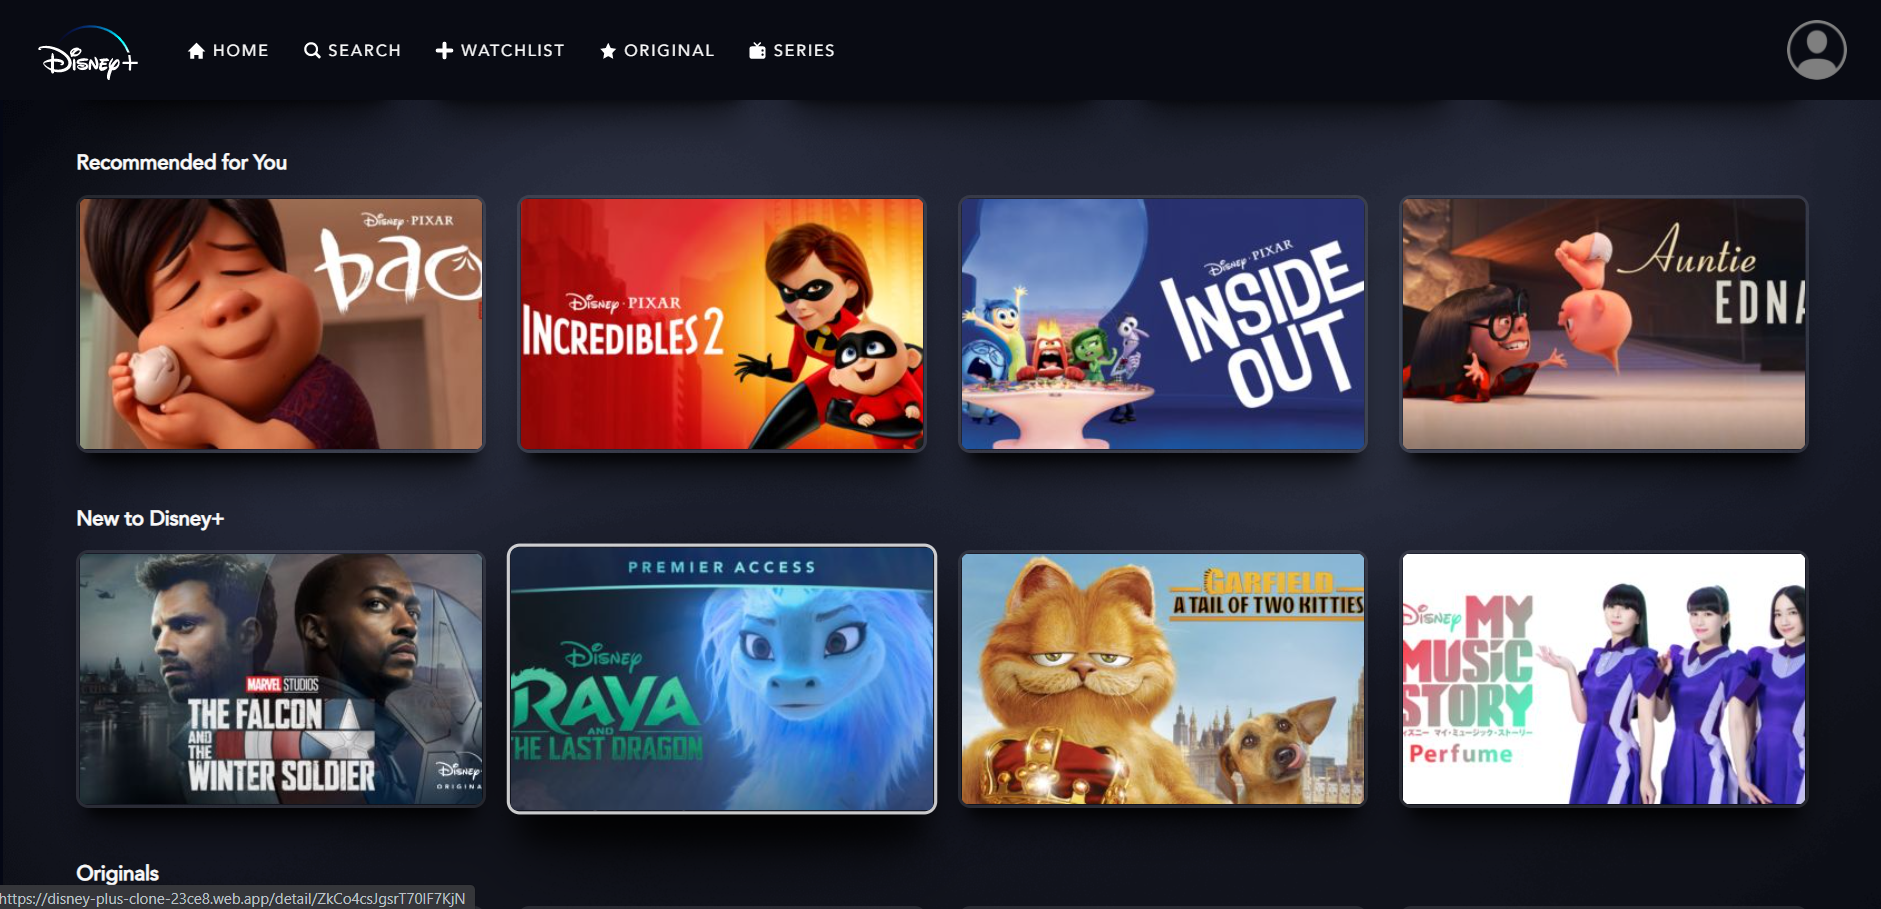 Disney+
HOME
SEARCH
WATCHLIST
ORIGINAL
SERIES
Recommended for You
Disney · PIXAR
bao
Disney · PIXAR
INCREDIBLES 2
Disney · PIXAR
INSIDE
OUT
Auntie
EDNA
New to Disney+
MARVEL STUDIOS
THE FALCON
AND
THE
WINTER SOLDIER
Disney+
ORIGINA
PREMIER ACCESS
Disney
RAYA
AND
THE LAST DRAGON
GARFIELD
A TAIL OF TWO KITTIES
Disney MY
MUSIC
STORY
ィズニー マイ・ミュージック・ストーリー
Perfume
Originals
https://disney-plus-clone-23ce8.web.app/detail/ZkCo4csJgsrT70IF7KjN